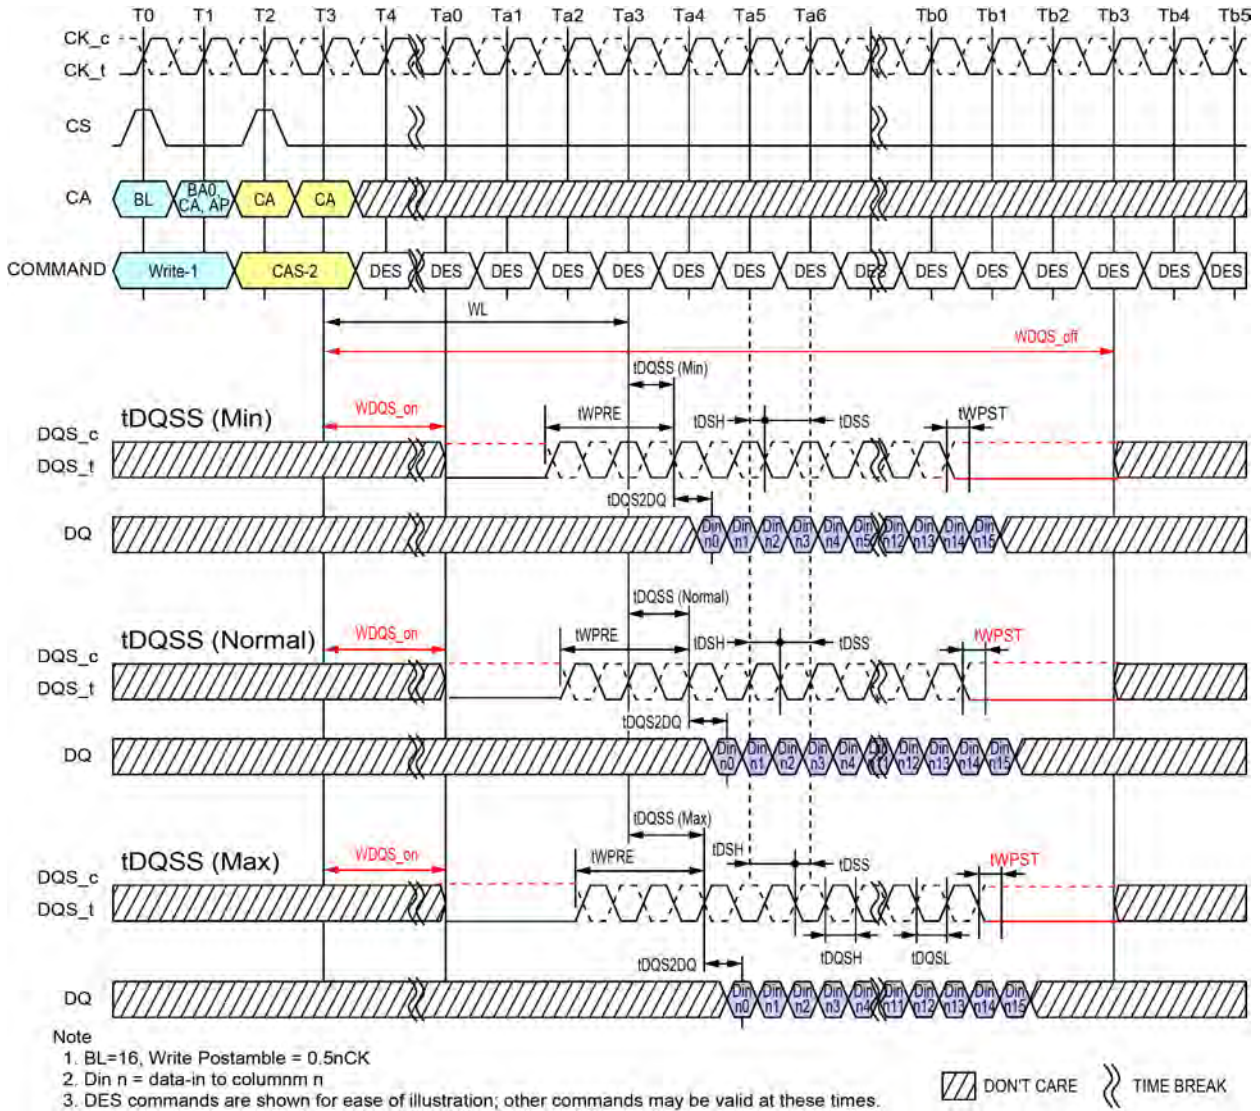 T0 T1 T2 T3 T4 Ta0 Ta1 Ta2 Ta3 Ta4 Ta5 Ta6 Tb0 Tb1 Tb2 Tb3 Tb4 Tb5
CK_c
CK_t
CS
CA BL BA0, CA, AP CA CA
COMMAND Write-1 CAS-2 DES DES DES DES DES DES DES DES DES DES DES DES DES DES DES
WL
WDQS_off
tDQSS (Min)
tDQSS (Min) WDQS_on tWPRE tDSH tDSS tWPST
DQS_c
DQS_t
tDQS2DQ
DQ Din n0 Din n1 Din n2 Din n3 Din n4 Din n5 Din n12 Din n13 Din n14 Din n15
tDQSS (Normal)
tDQSS (Normal) WDQS_on tWPRE tDSH tDSS tWPST
DQS_c
DQS_t
tDQS2DQ
DQ Din n0 Din n1 Din n2 Din n3 Din n4 Din n11 Din n12 Din n13 Din n14 Din n15
tDQSS (Max)
tDQSS (Max) WDQS_on tWPRE tDSH tDSS tWPST
DQS_c
DQS_t
tDQS2DQ tDQSH tDQSL
DQ Din n0 Din n1 Din n2 Din n3 Din n4 Din n11 Din n12 Din n13 Din n14 Din n15
Note
1. BL=16, Write Postamble = 0.5nCK
2. Din n = data-in to columnm n
3. DES commands are shown for ease of illustration; other commands may be valid at these times.
DON'T CARE TIME BREAK